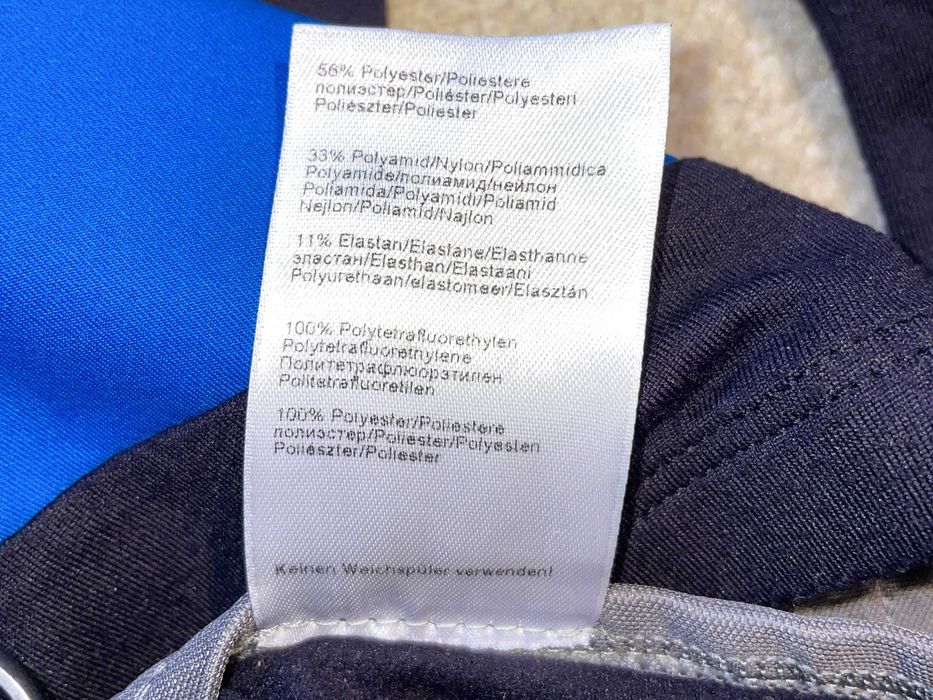 56% Polyester/Poliestere
полиэстер/Poliéster/Polyesteri
Poliészter/Poliester
33% Polyamid/Nylon/Poliammidica
Polyamide/полиамид/нейлон
Poliamida/Polyamidi/Poliamid
Nejlon/Poliamid/Najlon
11% Elastan/Elastane/Elasthanne
эластан/Elasthan/Elastaani
Polyurethaan/elastomeer/Elasztán
100% Polytetrafluorethylen
Polytetrafluorethylene
Политетрафлюорэтилен
Politetrafluoretilen
100% Polyester/Poliestere
полиэстер/Poliester/Polyesteri
Poliészter/Poliester
Keinen Weichspüler verwenden!